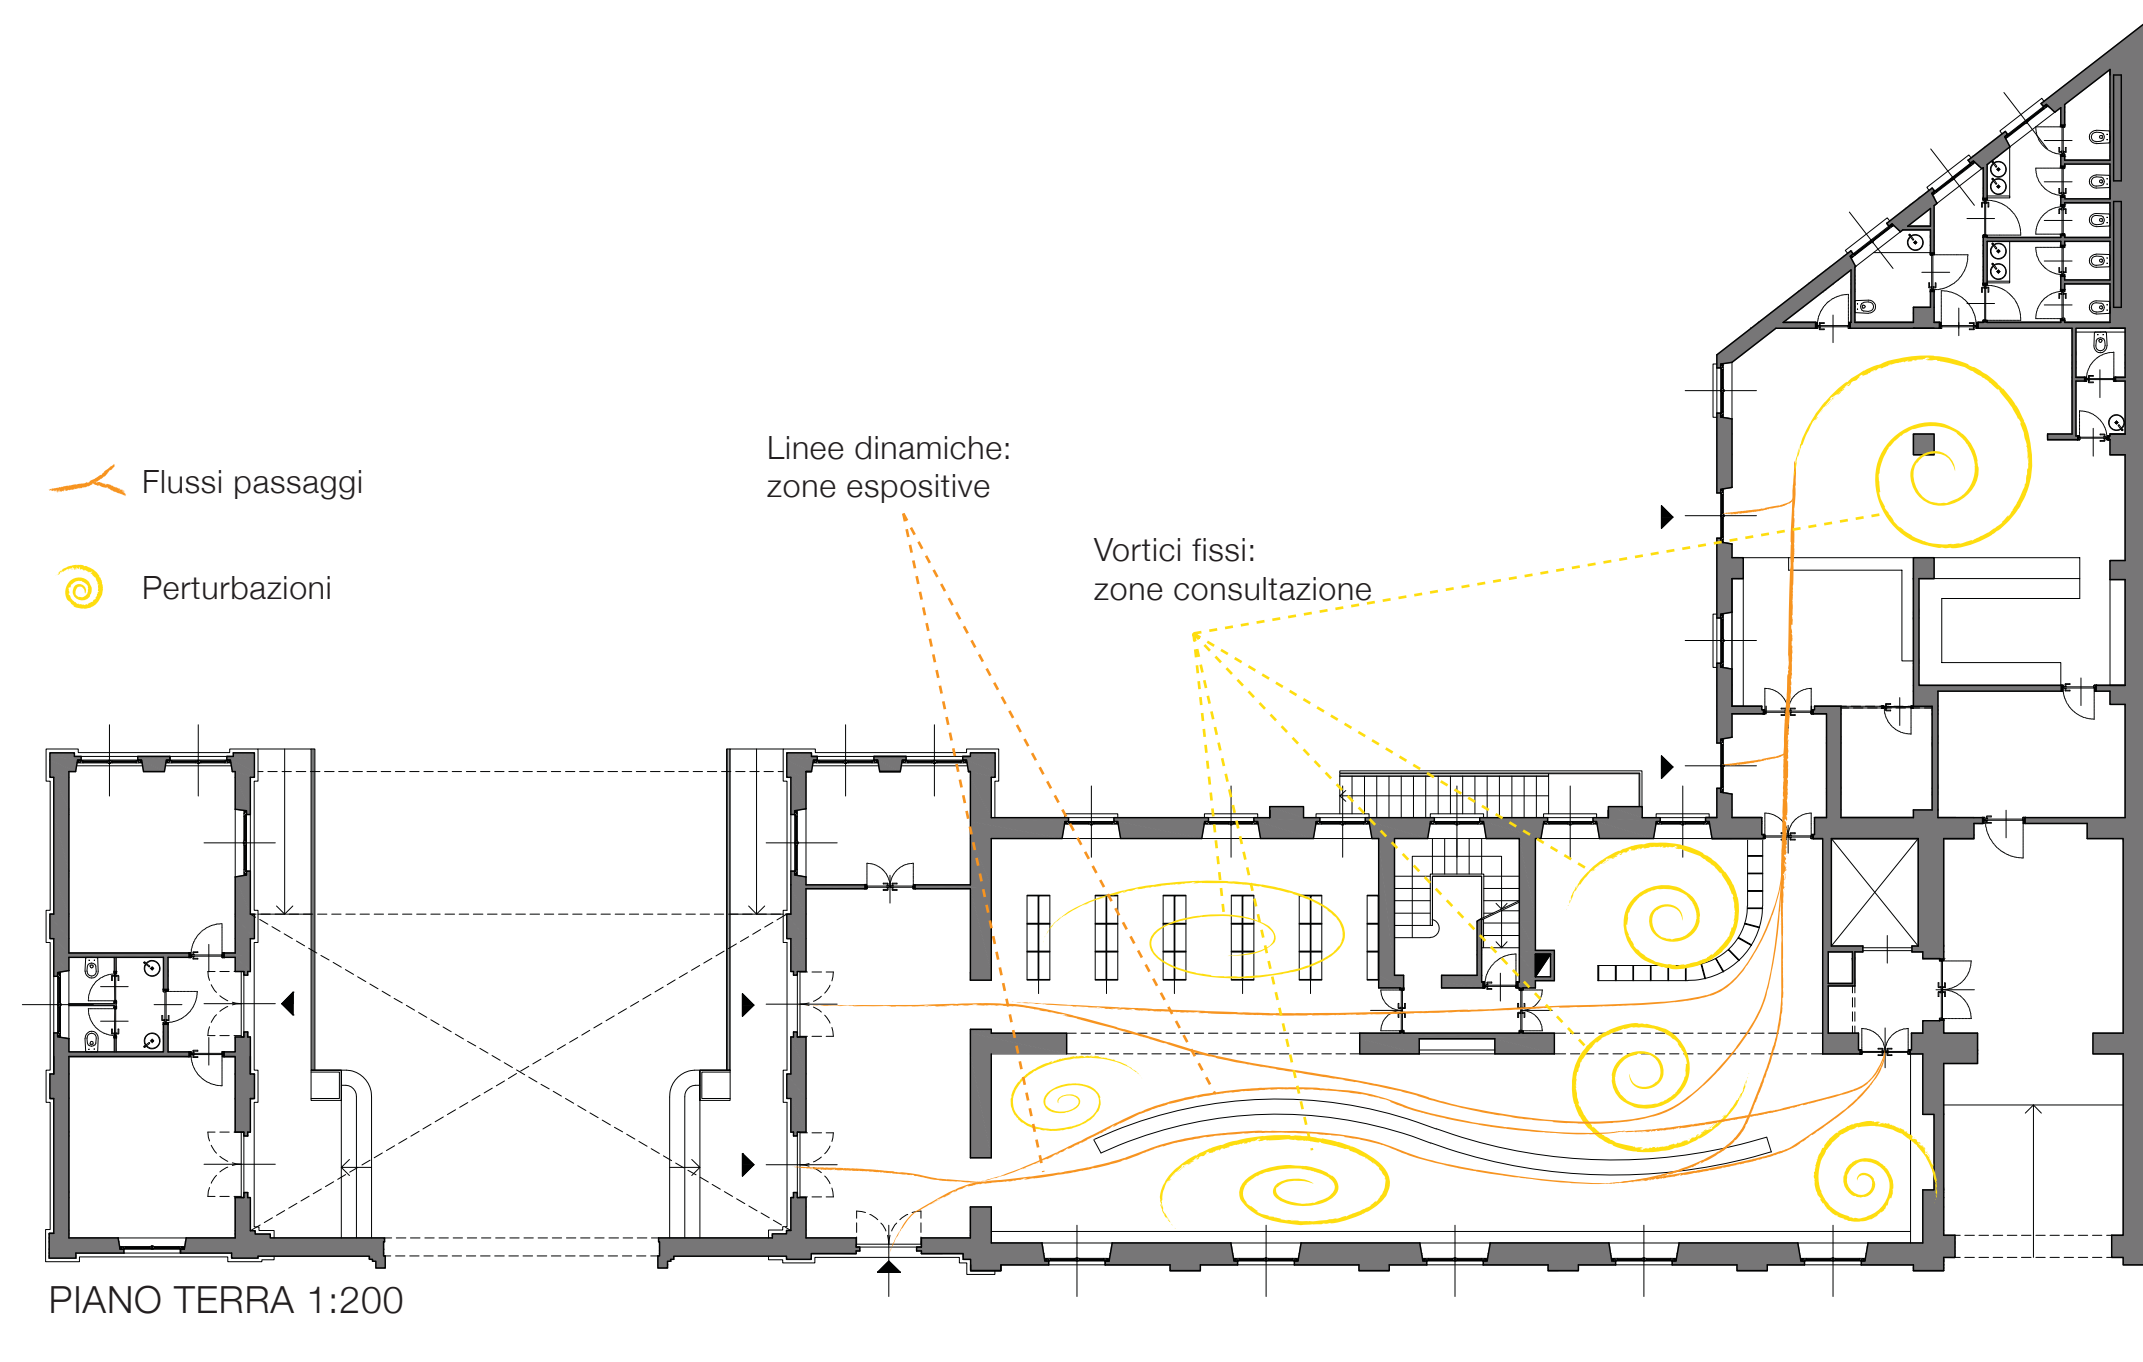 Linee dinamiche:
zone espositive
Flussi passaggi
Vortici fissi:
zone consultazione
Perturbazioni
PIANO TERRA 1:200